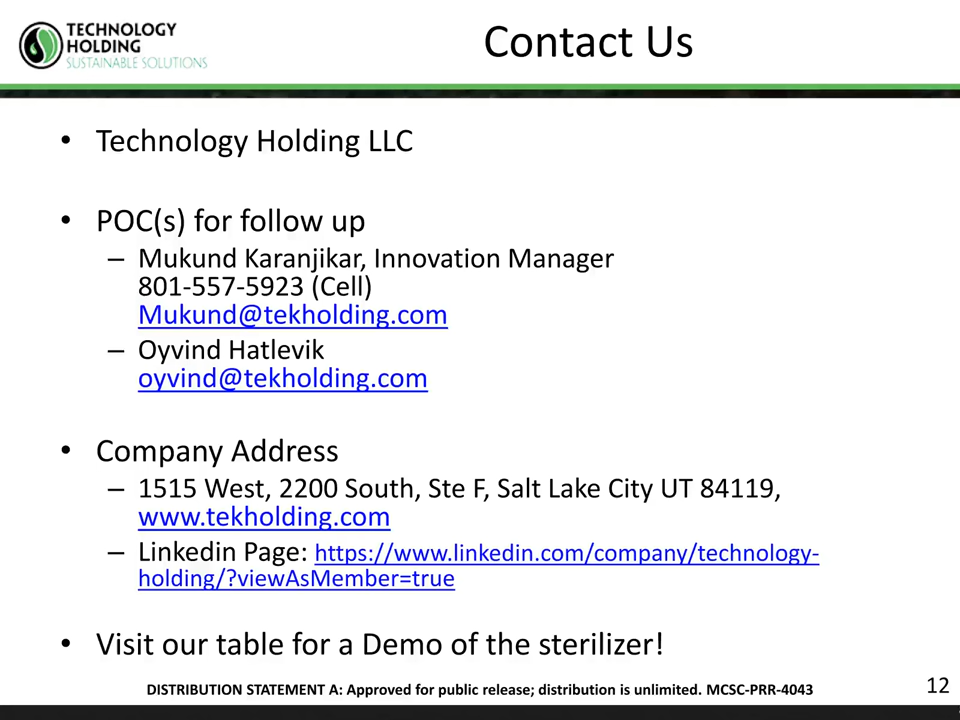 TECHNOLOGY
HOLDING
SUSTAINABLE SOLUTIONS
Contact Us
• Technology Holding LLC
• POC(s) for follow up
– Mukund Karanjikar, Innovation Manager
801-557-5923 (Cell)
Mukund@tekholding.com
– Oyvind Hatlevik
oyvind@tekholding.com
• Company Address
– 1515 West, 2200 South, Ste F, Salt Lake City UT 84119,
www.tekholding.com
– Linkedin Page: https://www.linkedin.com/company/technology-
holding/?viewAsMember=true
• Visit our table for a Demo of the sterilizer!
DISTRIBUTION STATEMENT A: Approved for public release; distribution is unlimited. MCSC-PRR-4043
12